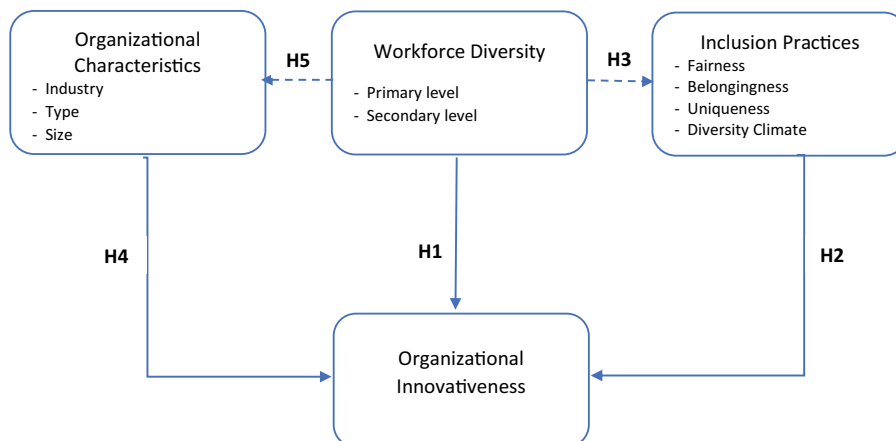 Organizational
Characteristics
- Industry
- Type
- Size
H5
Workforce Diversity
- Primary level
- Secondary level
H3
Inclusion Practices
- Fairness
- Belongingness
- Uniqueness
- Diversity Climate
H4
H1
H2
Organizational
Innovativeness